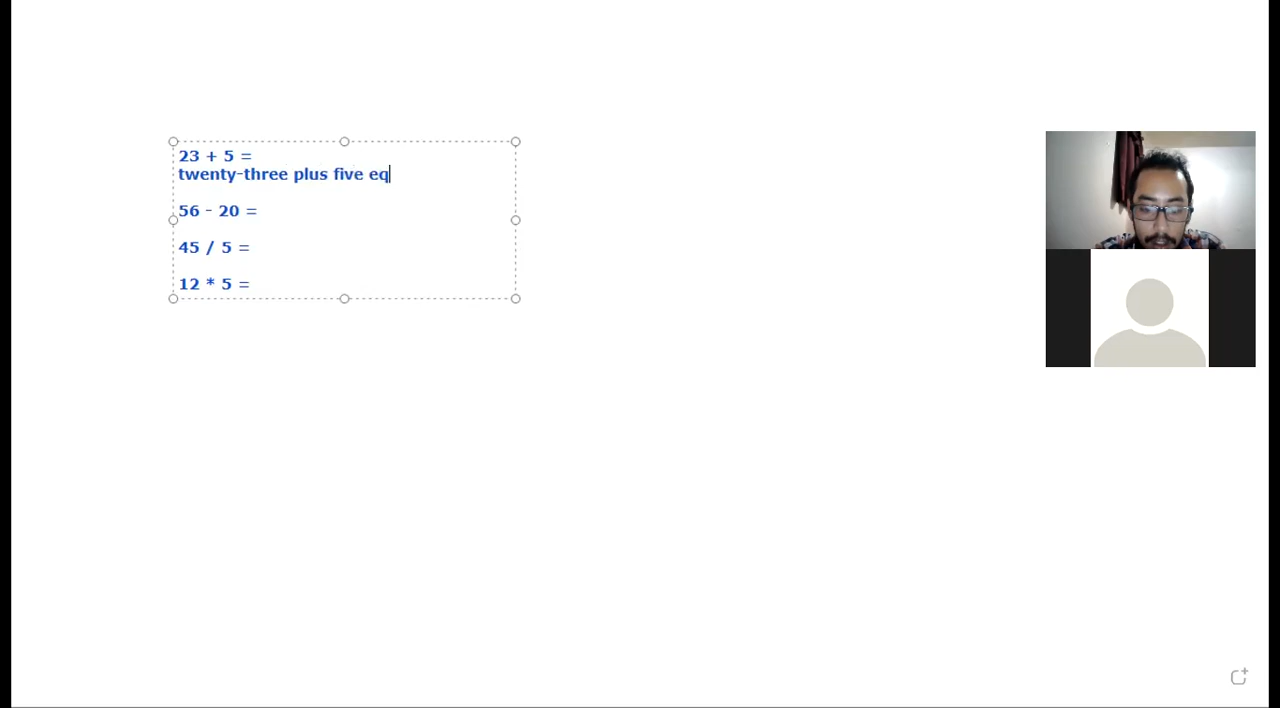 23 + 5 =
twenty-three plus five eq
56 - 20 =
45 / 5 =
12 * 5 =